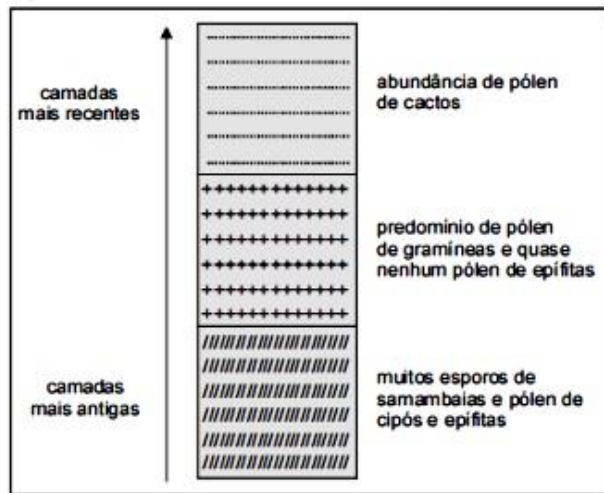 camadas
mais recentes
abundância de pólen
de cactos
predomínio de pólen
de gramíneas e quase
nenhum pólen de epífitas
camadas
mais antigas
muitos esporos de
samambaias e pólen de
cipós e epífitas